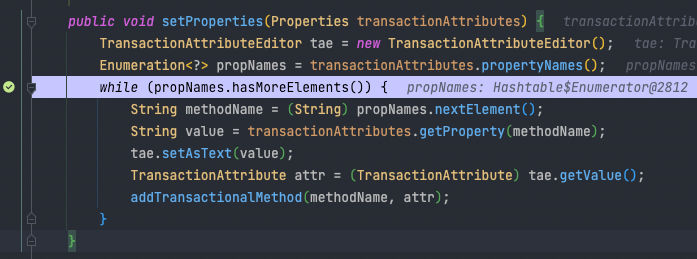 public void setProperties(Properties transactionAttributes) { transactionAttrib
TransactionAttributeEditor tae = new TransactionAttributeEditor(); tae: Tra
Enumeration<?> propNames = transactionAttributes.propertyNames(); propNames
while (propNames.hasMoreElements()) { propNames: Hashtable$Enumerator@2812
String methodName = (String) propNames.nextElement();
String value = transactionAttributes.getProperty(methodName);
tae.setAsText(value);
TransactionAttribute attr = (TransactionAttribute) tae.getValue();
addTransactionalMethod(methodName, attr);
}
}